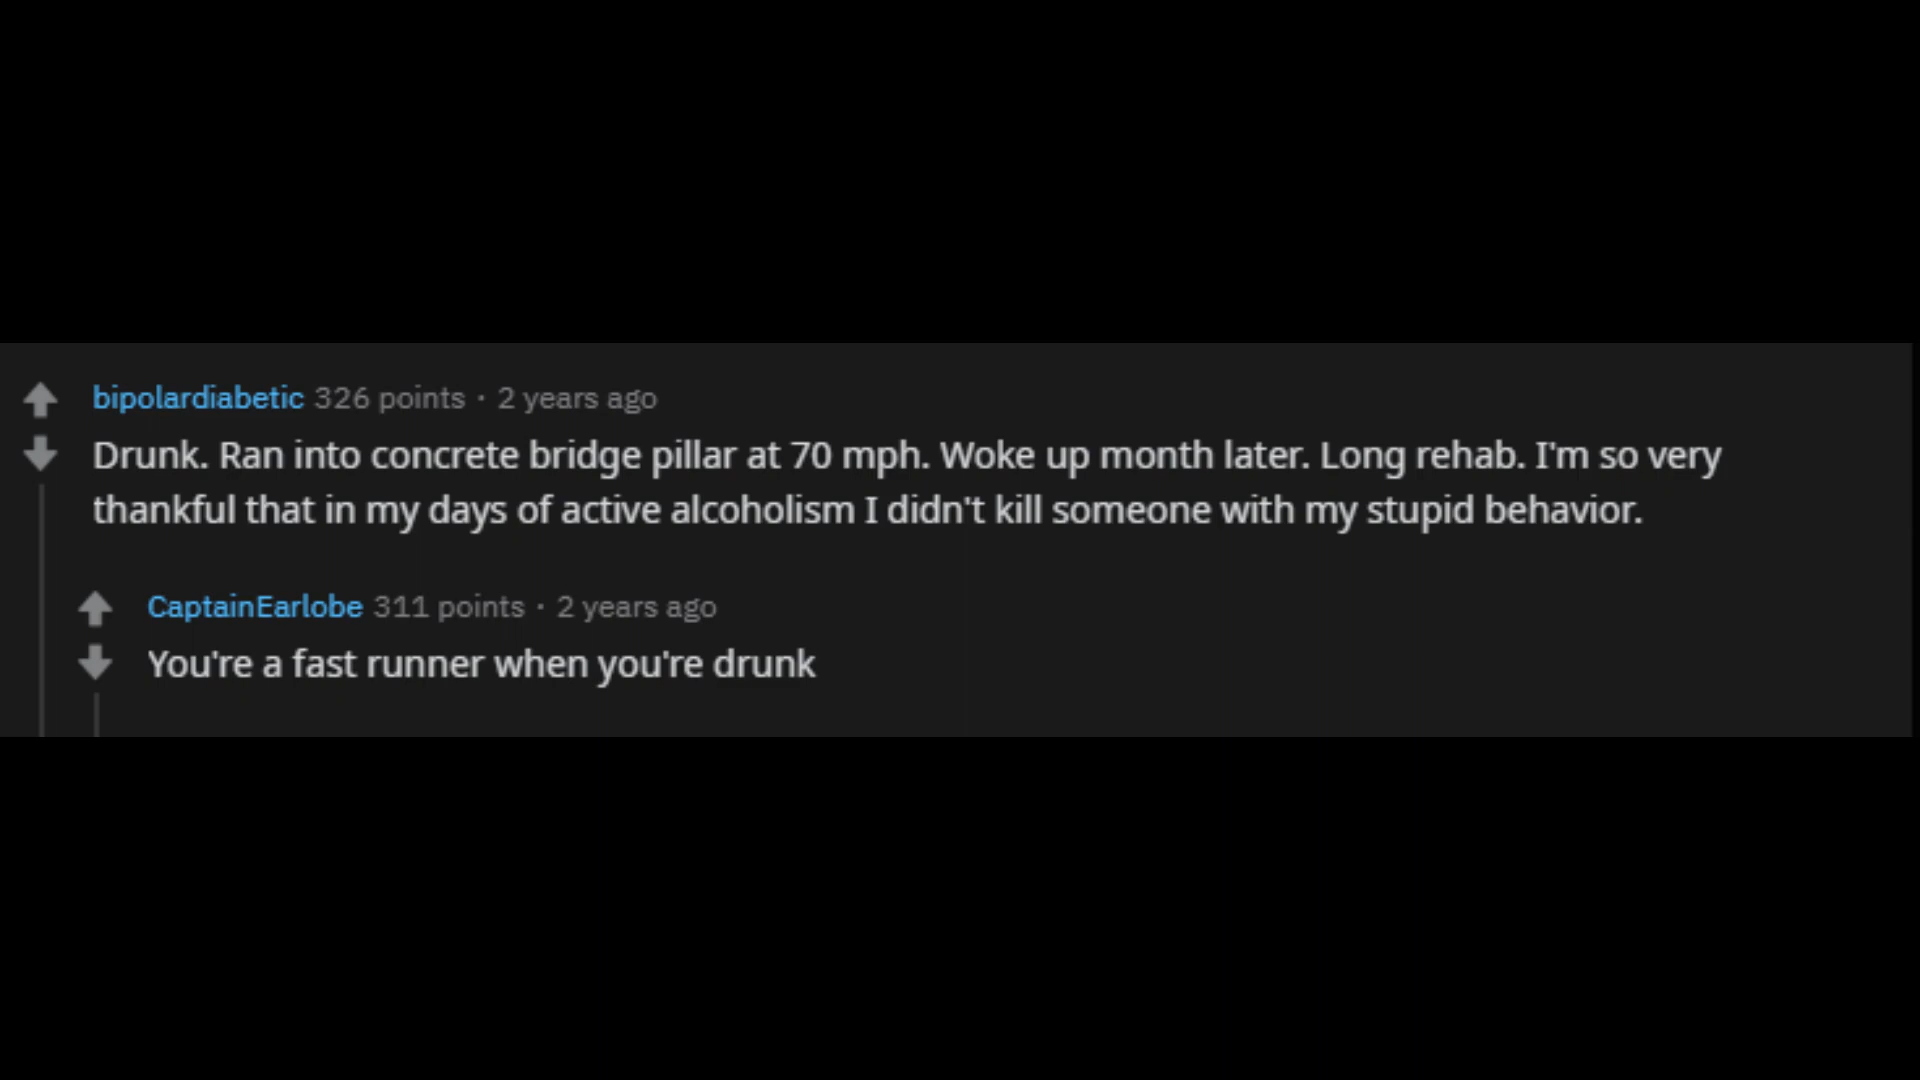 bipolardiabetic 326 points · 2 years ago
Drunk. Ran into concrete bridge pillar at 70 mph. Woke up month later. Long rehab. I'm so very
thankful that in my days of active alcoholism I didn't kill someone with my stupid behavior.
CaptainEarlobe 311 points · 2 years ago
You're a fast runner when you're drunk